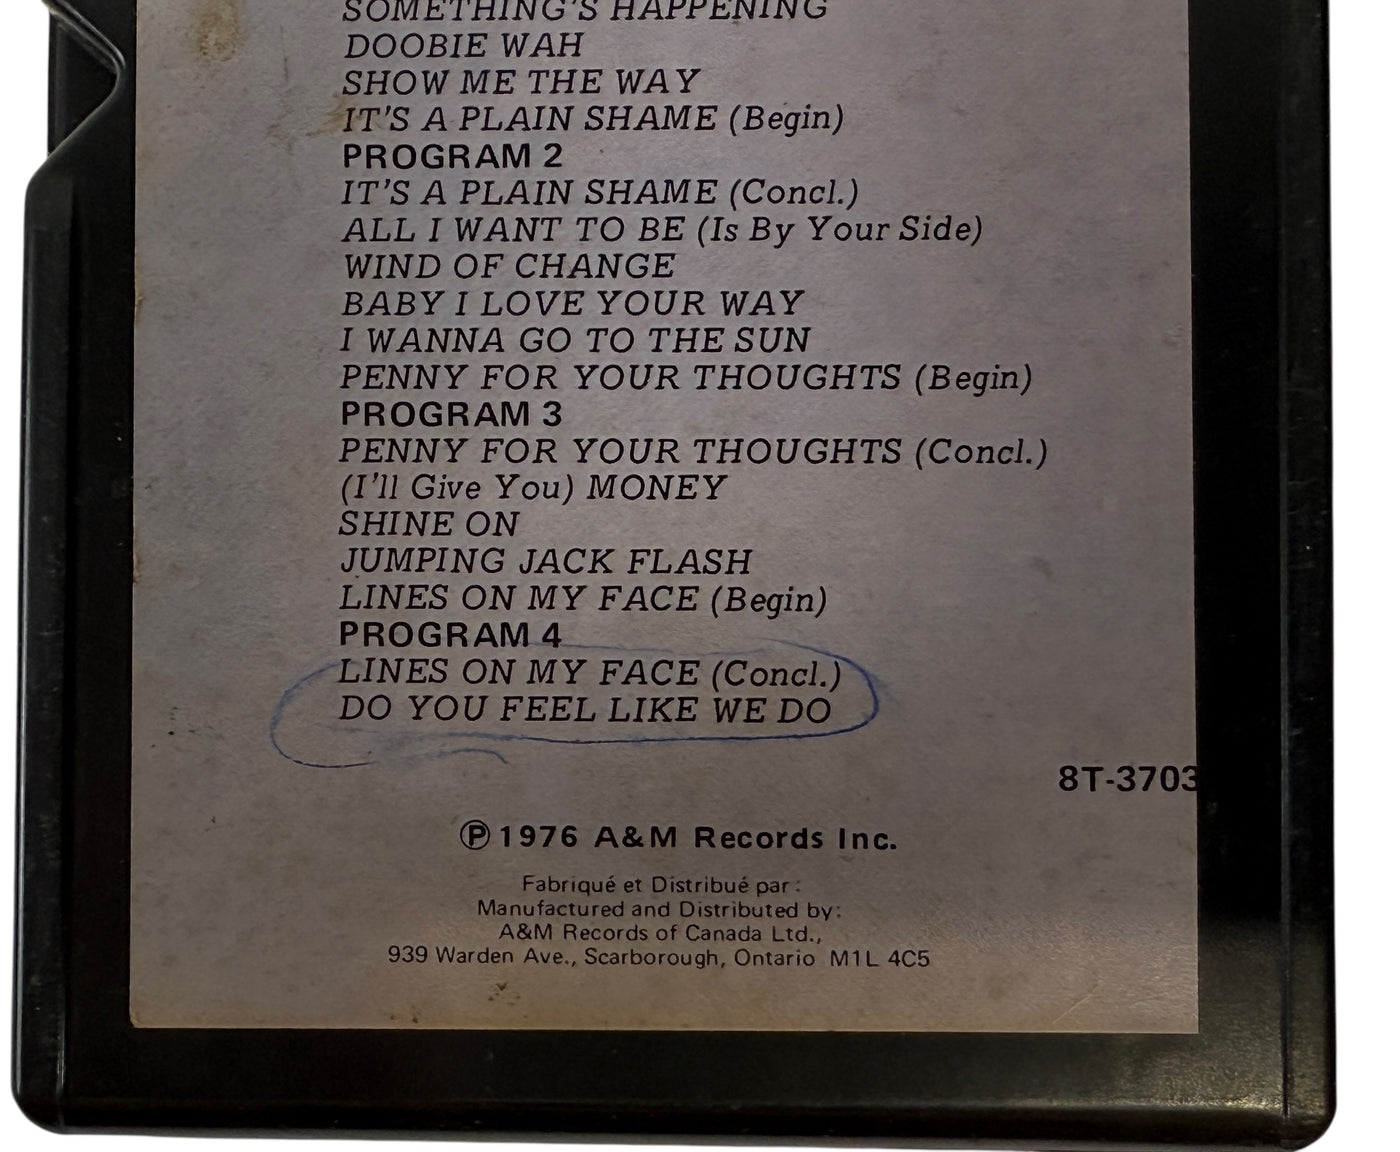 SOMETHING'S HAPPENING
DOOBIE WAH
SHOW ME THE WAY
IT'S A PLAIN SHAME (Begin)
PROGRAM 2
IT'S A PLAIN SHAME (Concl.)
ALL I WANT TO BE (Is By Your Side)
WIND OF CHANGE
BABY I LOVE YOUR WAY
I WANNA GO TO THE SUN
PENNY FOR YOUR THOUGHTS (Begin)
PROGRAM 3
PENNY FOR YOUR THOUGHTS (Concl.)
(I'll Give You) MONEY
SHINE ON
JUMPING JACK FLASH
LINES ON MY FACE (Begin)
PROGRAM 4
LINES ON MY FACE (Concl.)
DO YOU FEEL LIKE WE DO
8T-3703
℗ 1976 A&M Records Inc.
Fabriqué et Distribué par :
Manufactured and Distributed by:
A&M Records of Canada Ltd.,
939 Warden Ave., Scarborough, Ontario M1L 4C5